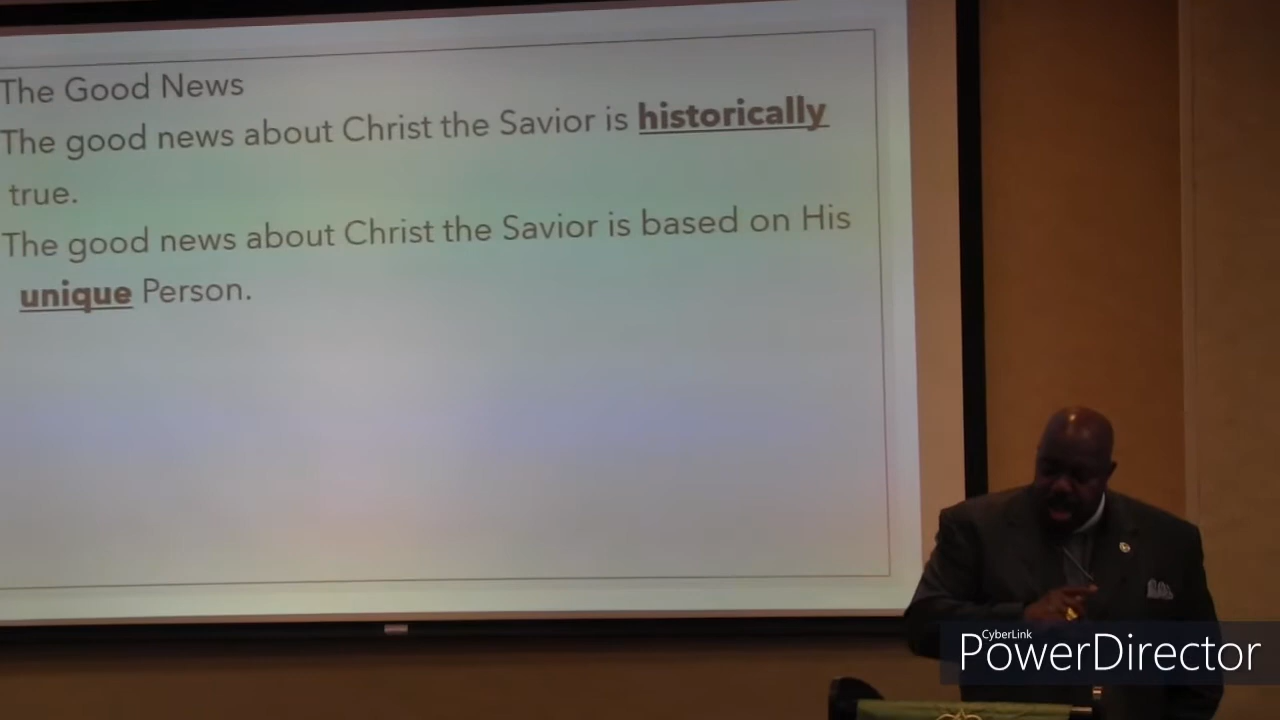 The Good News
The good news about Christ the Savior is historically
true.
The good news about Christ the Savior is based on His
unique Person.
CyberLink
PowerDirector